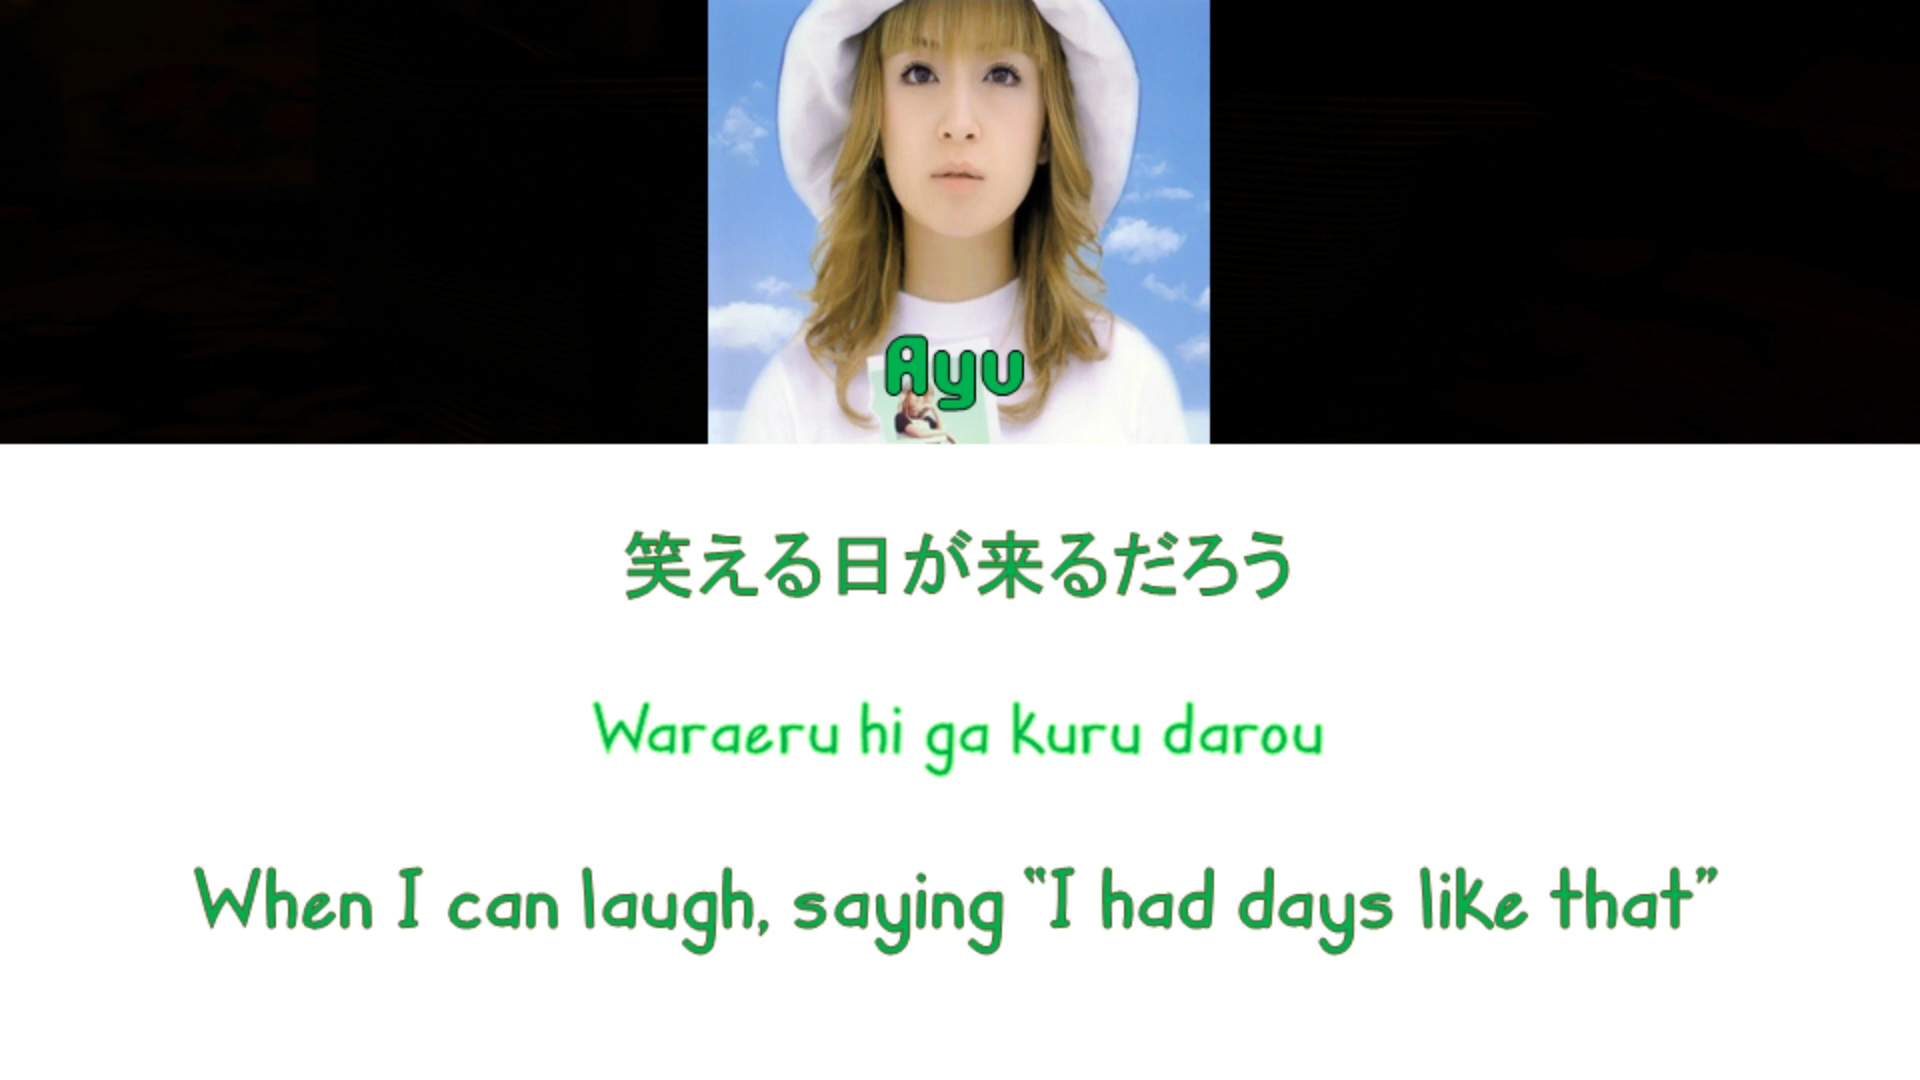 Ayu
笑える日が来るだろう
Waraeru hi ga kuru darou
When I can laugh, saying “I had days like that”